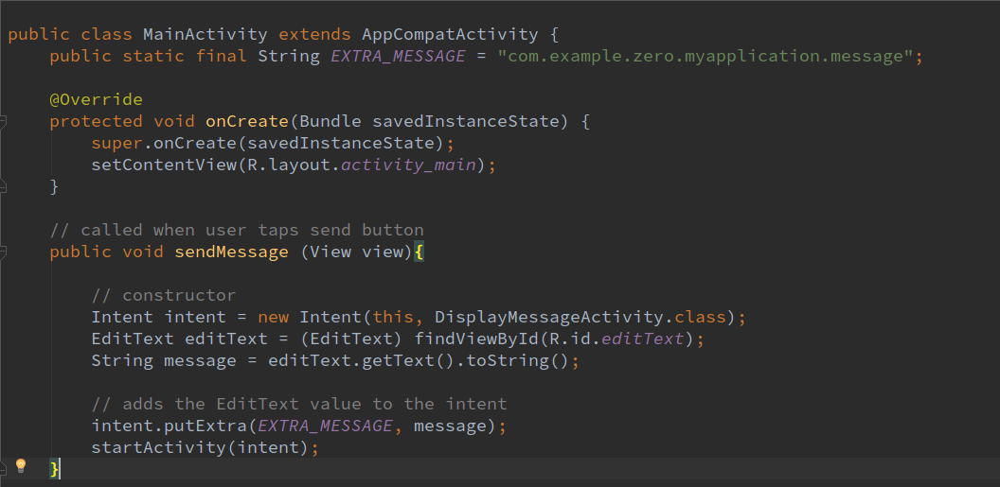 public class MainActivity extends AppCompatActivity {
    public static final String EXTRA_MESSAGE = "com.example.zero.myapplication.message";

    @Override
    protected void onCreate(Bundle savedInstanceState) {
        super.onCreate(savedInstanceState);
        setContentView(R.layout.activity_main);
    }

    // called when user taps send button
    public void sendMessage (View view){

        // constructor
        Intent intent = new Intent(this, DisplayMessageActivity.class);
        EditText editText = (EditText) findViewById(R.id.editText);
        String message = editText.getText().toString();

        // adds the EditText value to the intent
        intent.putExtra(EXTRA_MESSAGE, message);
        startActivity(intent);
    }